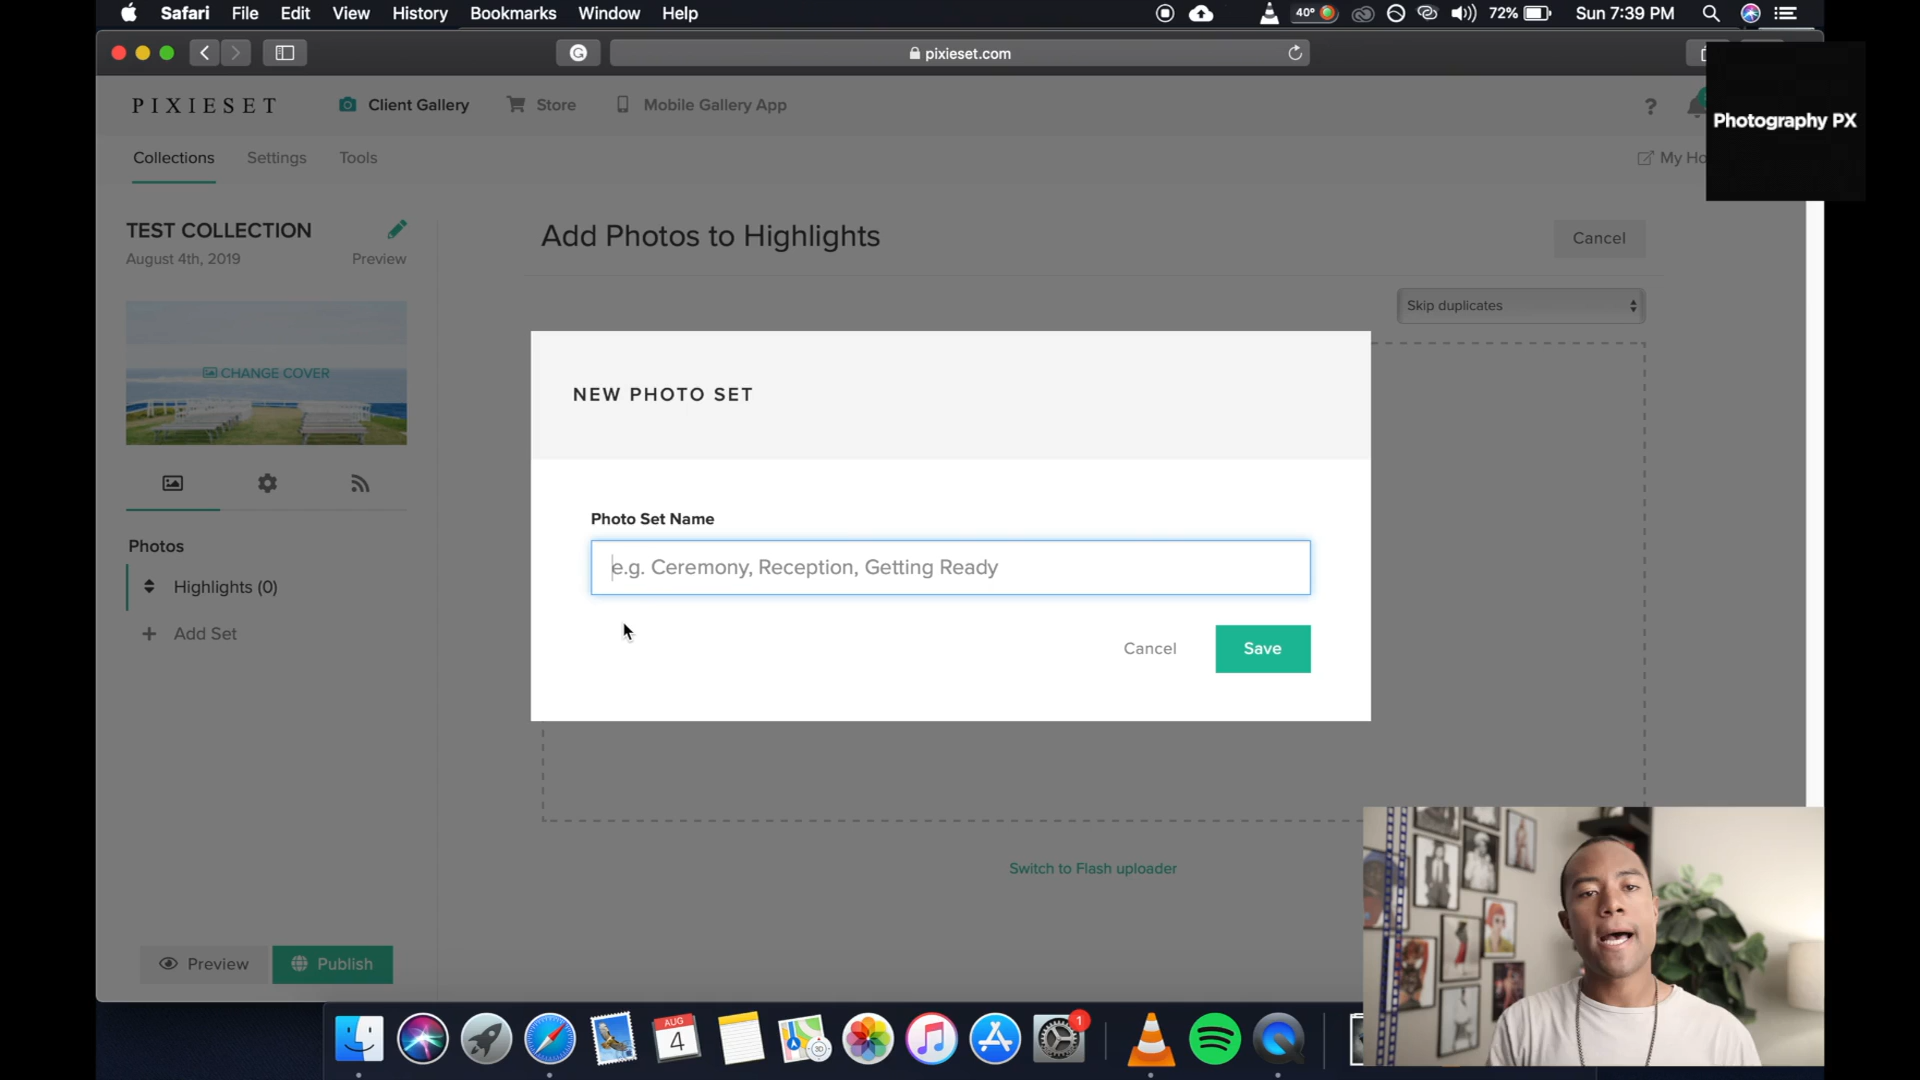 Safari File Edit View History Bookmarks Window Help
40° 72% Sun 7:39 PM
pixieset.com
Photography PX
PIXIESET Client Gallery Store Mobile Gallery App ?
Collections Settings Tools
My Ho
TEST COLLECTION
August 4th, 2019 Preview
CHANGE COVER
Photos
Highlights (0)
Add Set
Preview Publish
Add Photos to Highlights
Cancel
Skip duplicates
NEW PHOTO SET
Photo Set Name
e.g. Ceremony, Reception, Getting Ready
Cancel Save
Switch to Flash uploader
AUG
4
3D
1